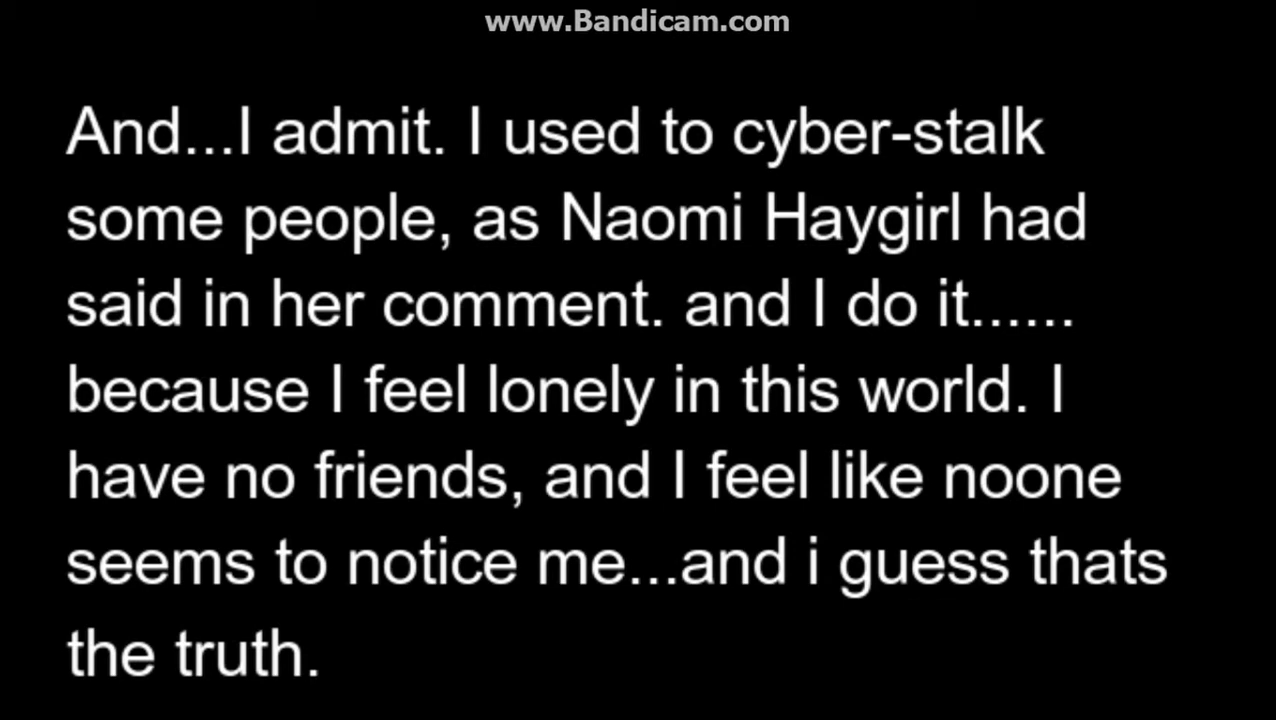 www.Bandicam.com
And...I admit. I used to cyber-stalk
some people, as Naomi Haygirl had
said in her comment. and I do it......
because I feel lonely in this world. I
have no friends, and I feel like noone
seems to notice me...and i guess thats
the truth.